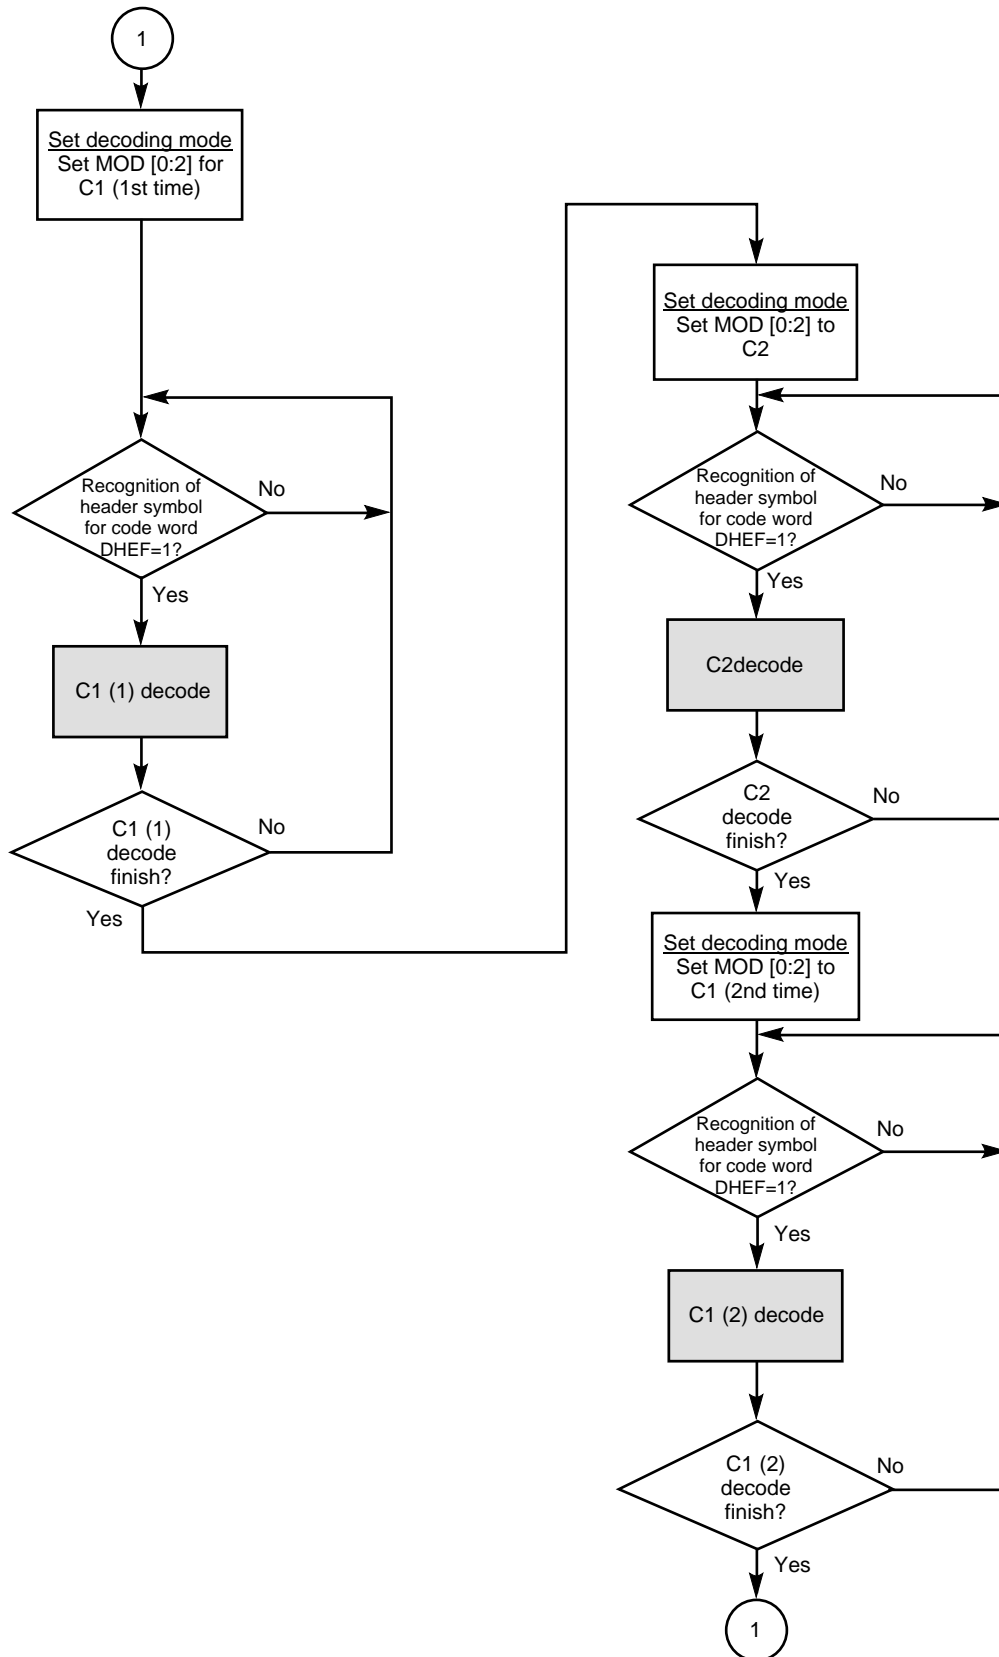 1
Set decoding mode
Set MOD [0:2] for
C1 (1st time)
Recognition of
header symbol
for code word
DHEF=1?
No
Yes
C1 (1) decode
C1 (1)
decode
finish?
No
Yes
Set decoding mode
Set MOD [0:2] to
C2
Recognition of
header symbol
for code word
DHEF=1?
No
Yes
C2decode
C2
decode
finish?
No
Yes
Set decoding mode
Set MOD [0:2] to
C1 (2nd time)
Recognition of
header symbol
for code word
DHEF=1?
No
Yes
C1 (2) decode
C1 (2)
decode
finish?
No
Yes
1